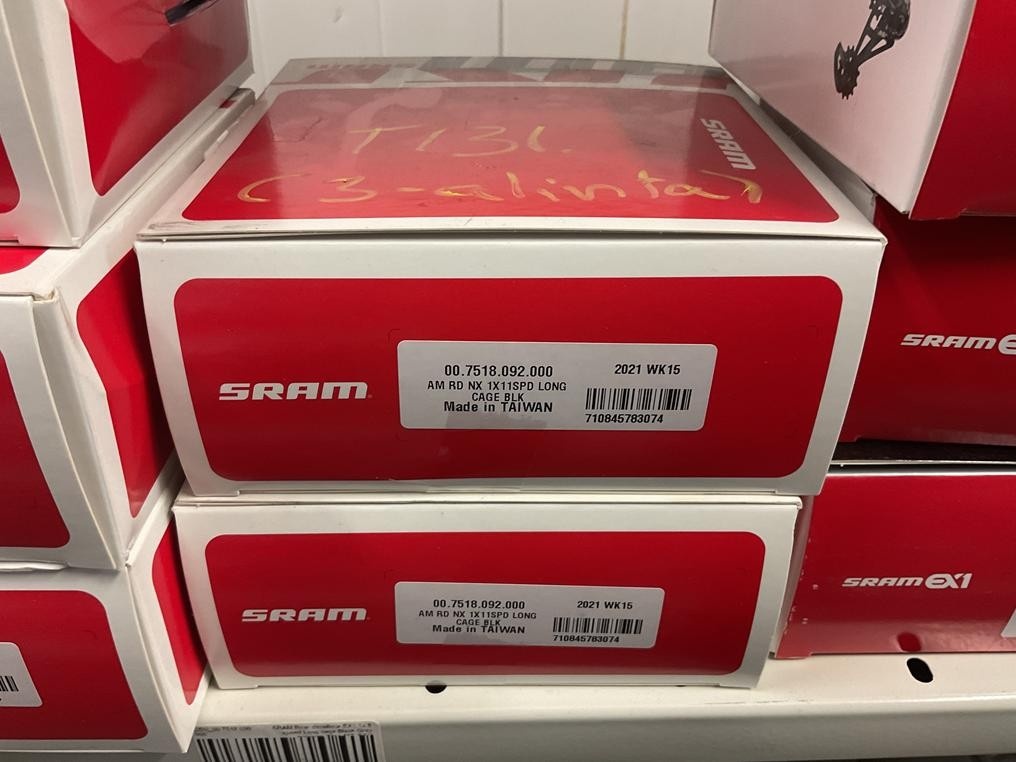 SRAM
T131.
(3-alinta)
SRAM
00.7518.092.000
AM RD NX 1X11SPD LONG
CAGE BLK
Made in TAIWAN
2021 WK15
710845783074
SRAM
SRAM
00.7518.092.000
AM RD NX 1X11SPD LONG
CAGE BLK
Made in TAIWAN
2021 WK15
710845783074
SRAM EX1